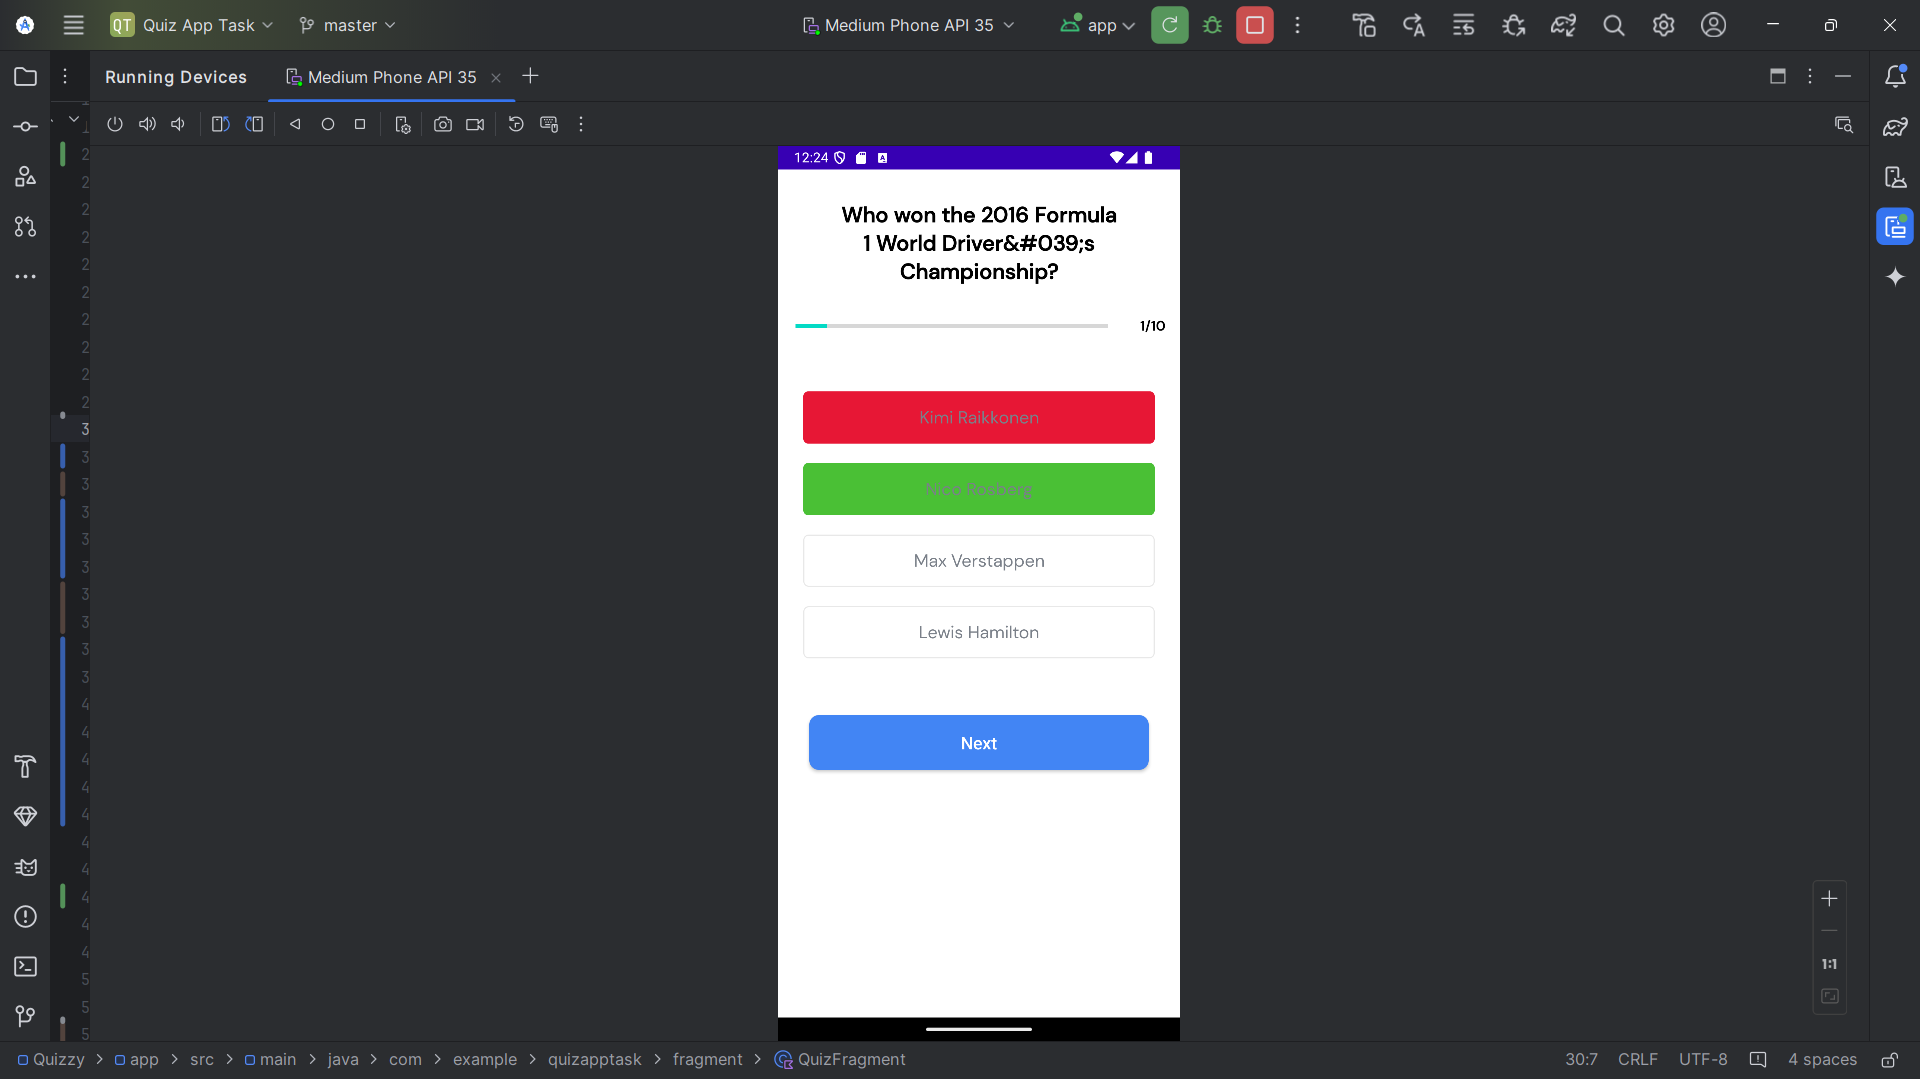 QT Quiz App Task master Medium Phone API 35 app
Running Devices Medium Phone API 35
12:24
Who won the 2016 Formula
1 World Driver&#039;s
Championship?
1/10
Kimi Raikkonen
Nico Rosberg
Max Verstappen
Lewis Hamilton
Next
1:1
Quizzy > app > src > main > java > com > example > quizapptask > fragment > QuizFragment 30:7 CRLF UTF-8 4 spaces